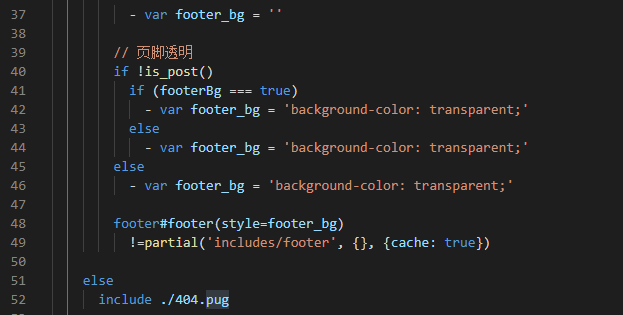 37 - var footer_bg = ''
38
39 // 页脚透明
40 if !is_post()
41 if (footerBg === true)
42 - var footer_bg = 'background-color: transparent;'
43 else
44 - var footer_bg = 'background-color: transparent;'
45 else
46 - var footer_bg = 'background-color: transparent;'
47
48 footer#footer(style=footer_bg)
49 !=partial('includes/footer', {}, {cache: true})
50
51 else
52 include ./404.pug